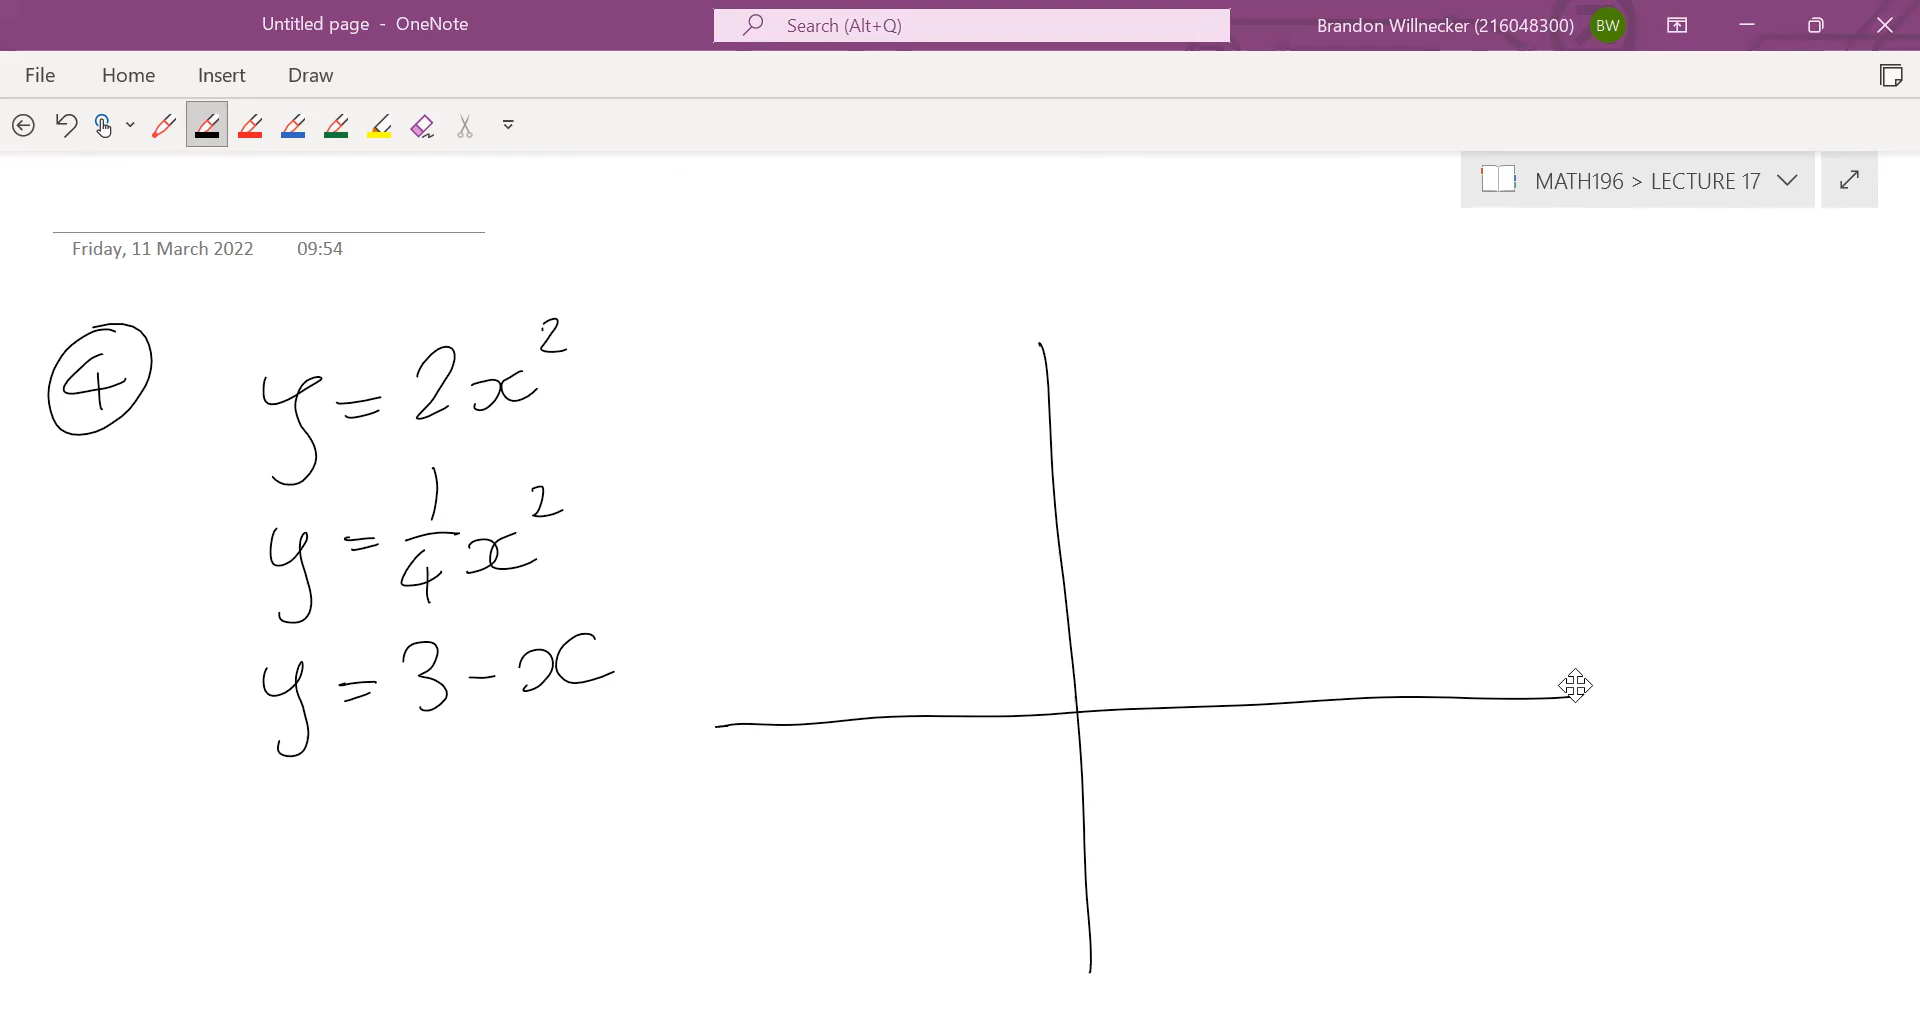 Untitled page - OneNote
Search (Alt+Q)
Brandon Willnecker (216048300)
BW
File Home Insert Draw
MATH196 > LECTURE 17
Friday, 11 March 2022 09:54
4
y = 2x²
y = 1/4 x²
y = 3 - x